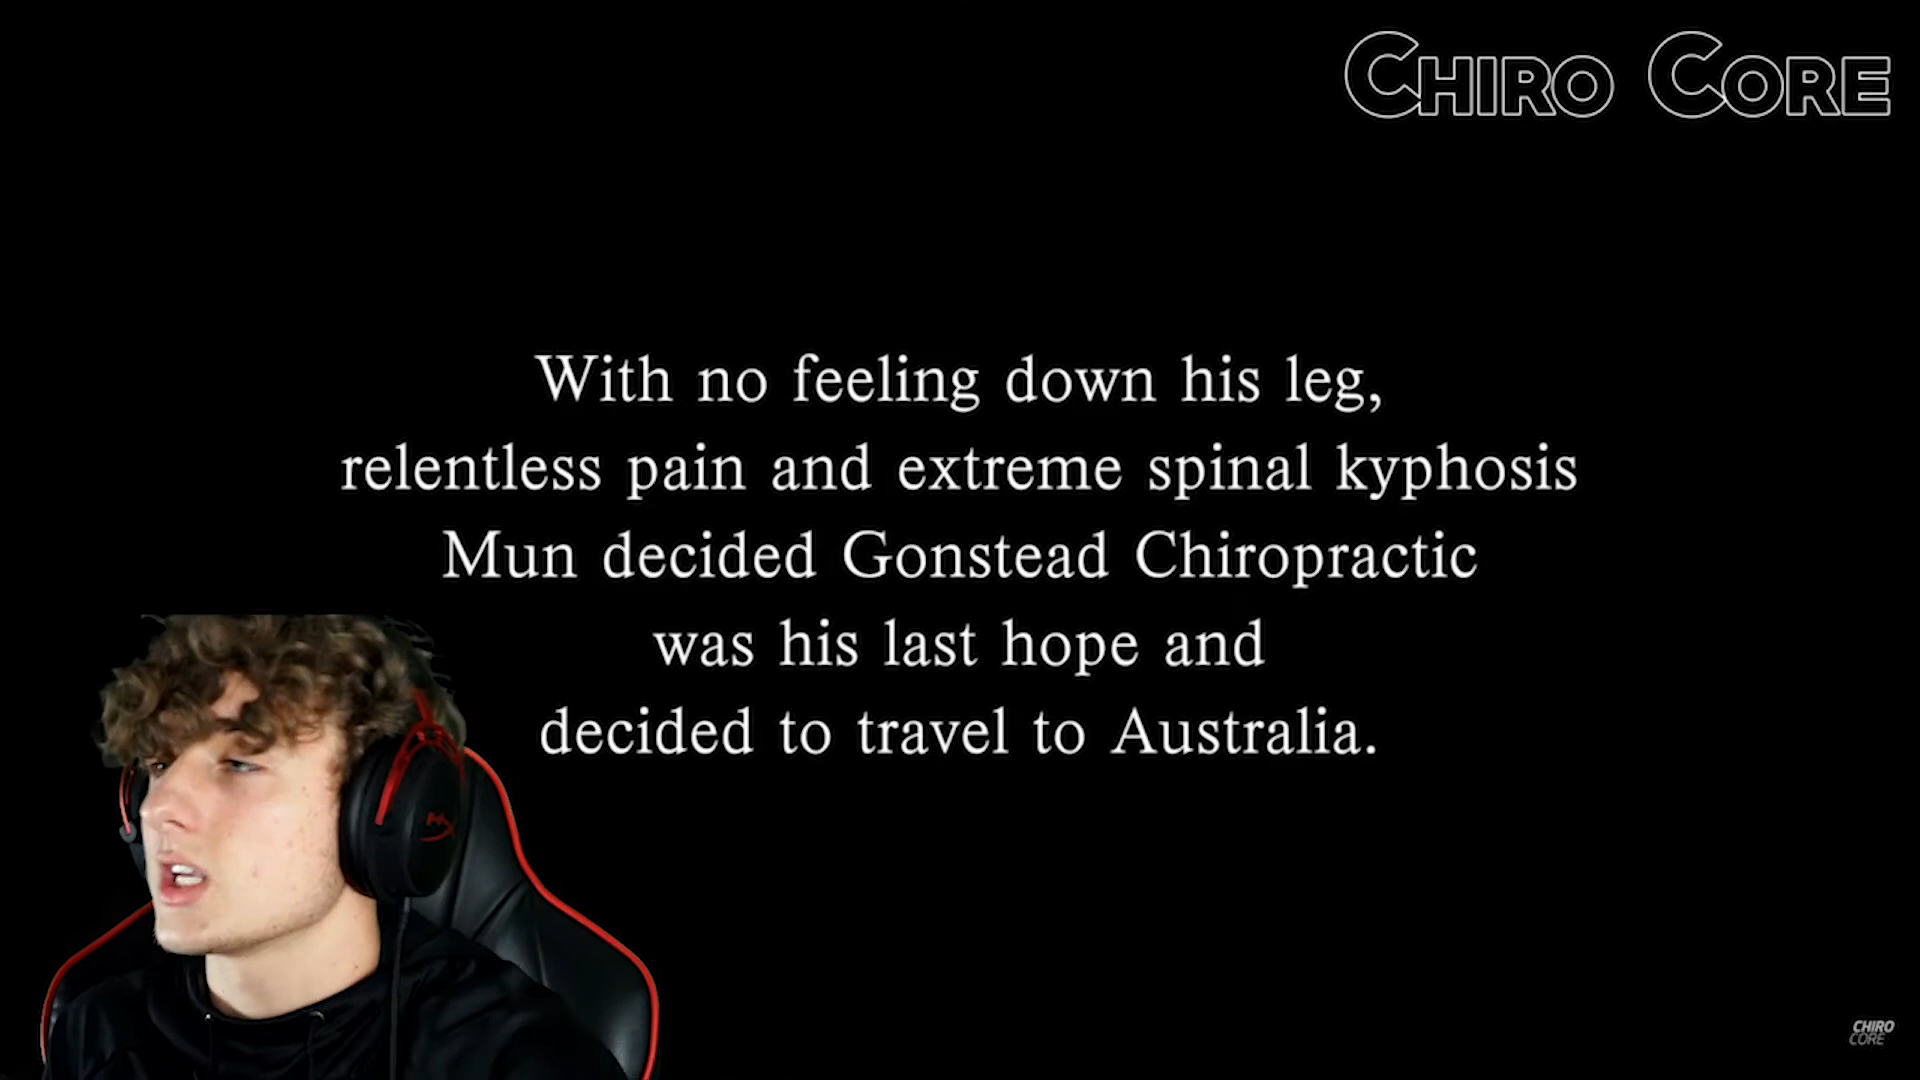 CHIRO CORE
With no feeling down his leg,
relentless pain and extreme spinal kyphosis
Mun decided Gonstead Chiropractic
was his last hope and
decided to travel to Australia.
CHIRO
CORE